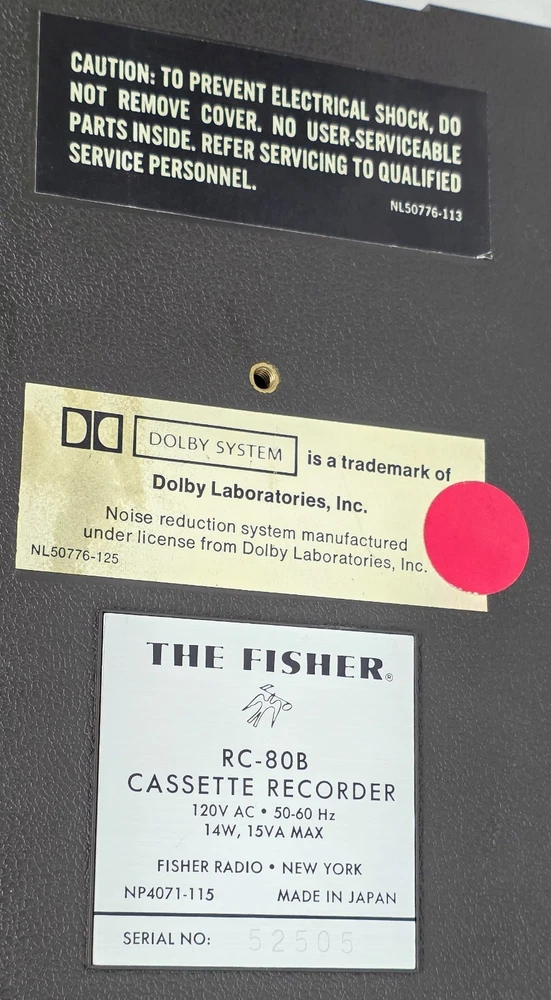 CAUTION: TO PREVENT ELECTRICAL SHOCK, DO
NOT REMOVE COVER. NO USER-SERVICEABLE
PARTS INSIDE. REFER SERVICING TO QUALIFIED
SERVICE PERSONNEL.
NL50776-113
DOLBY SYSTEM is a trademark of
Dolby Laboratories, Inc.
Noise reduction system manufactured
under license from Dolby Laboratories, Inc.
NL50776-125
THE FISHER®
RC-80B
CASSETTE RECORDER
120V AC • 50-60 Hz
14W, 15VA MAX
FISHER RADIO • NEW YORK
NP4071-115 MADE IN JAPAN
SERIAL NO: 52505